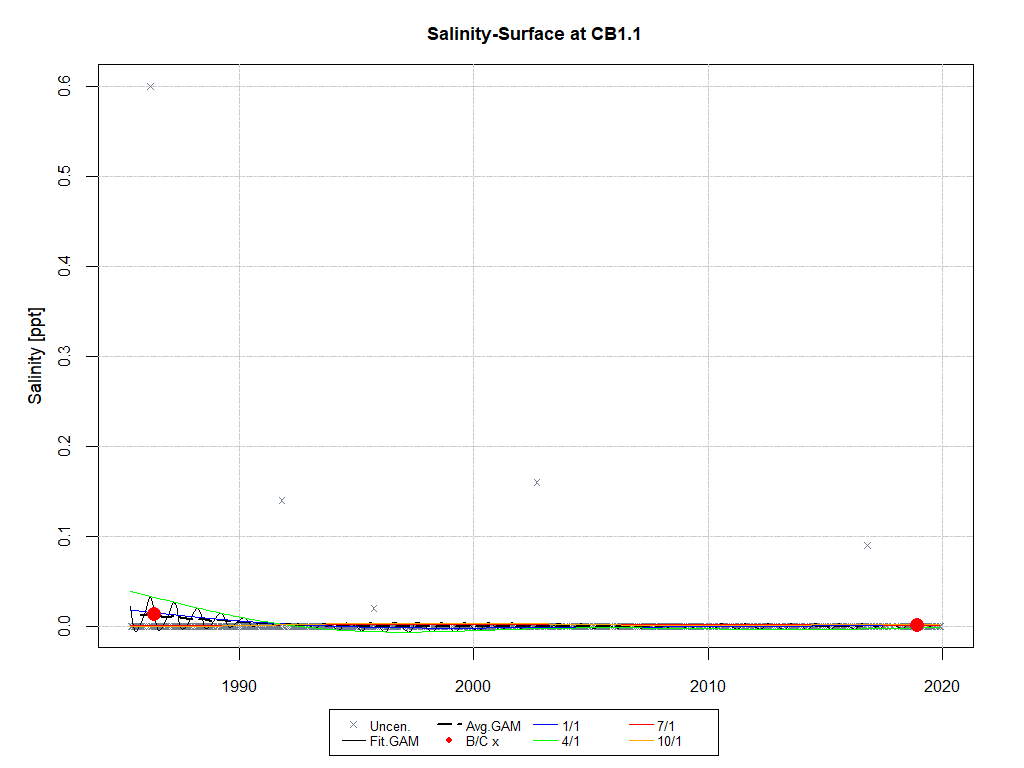 Salinity-Surface at CB1.1
Salinity [ppt]
0.6
0.5
0.4
0.3
0.2
0.1
0.0
1990 2000 2010 2020
Uncen. Avg.GAM 1/1 7/1
Fit.GAM B/C x 4/1 10/1